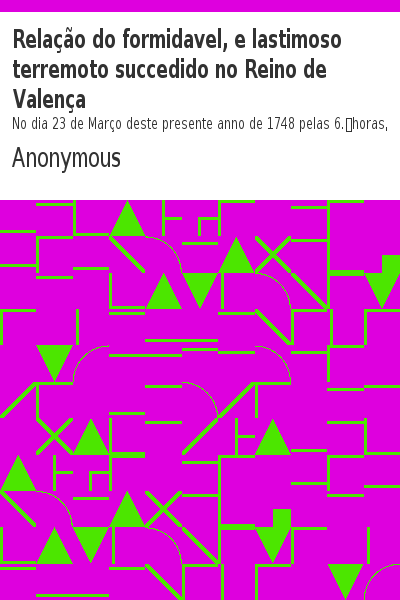 Relação do formidavel, e lastimoso
terremoto succedido no Reino de
Valença
No dia 23 de Março deste presente anno de 1748 pelas 6. horas,
Anonymous